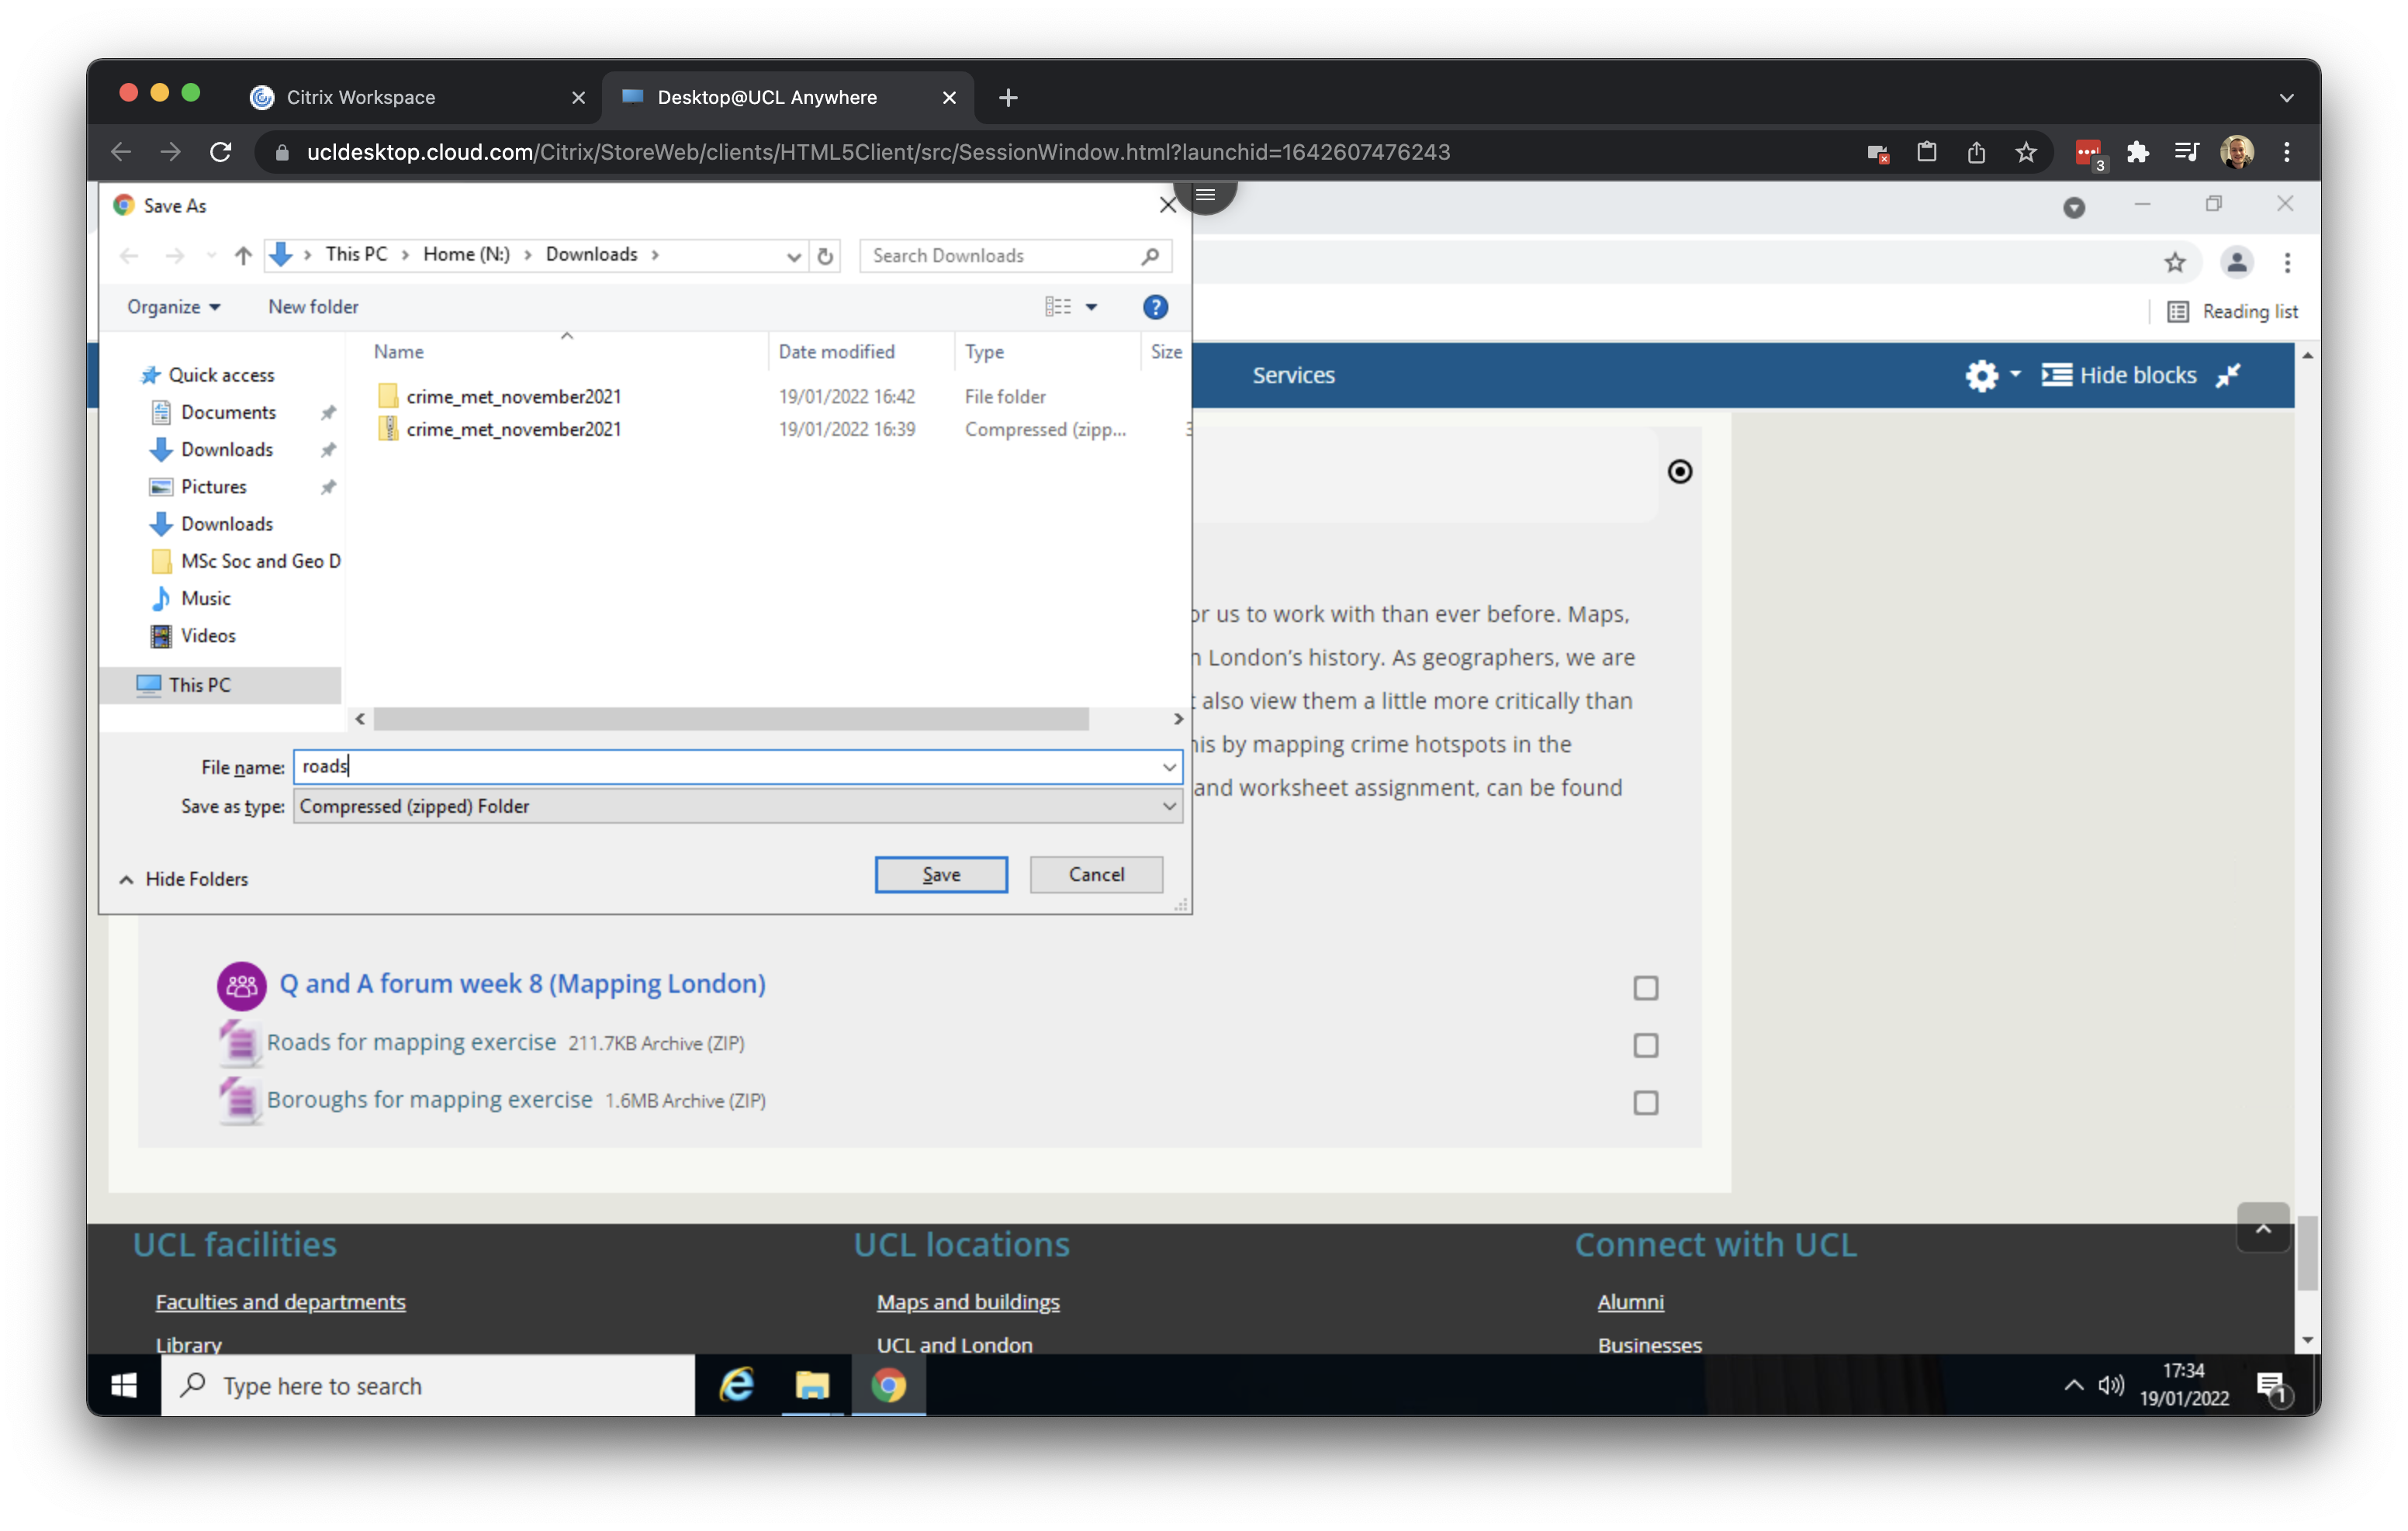 Citrix Workspace
Desktop@UCL Anywhere
ucldesktop.cloud.com/Citrix/StoreWeb/clients/HTML5Client/src/SessionWindow.html?launchid=1642607476243
3
Save As
This PC > Home (N:) > Downloads >
Search Downloads
Organize
New folder
?
Reading list
Name
Date modified
Type
Size
Services
Hide blocks
Quick access
crime_met_november2021 19/01/2022 16:42 File folder
Documents
crime_met_november2021 19/01/2022 16:39 Compressed (zipp...
Downloads
Pictures
Downloads
MSc Soc and Geo D
Music
Videos
This PC
or us to work with than ever before. Maps,
n London's history. As geographers, we are
also view them a little more critically than
his by mapping crime hotspots in the
and worksheet assignment, can be found
File name: roads
Save as type: Compressed (zipped) Folder
Hide Folders
Save
Cancel
Q and A forum week 8 (Mapping London)
Roads for mapping exercise 211.7KB Archive (ZIP)
Boroughs for mapping exercise 1.6MB Archive (ZIP)
UCL facilities
UCL locations
Connect with UCL
Faculties and departments
Maps and buildings
Alumni
Library
UCL and London
Businesses
Type here to search
17:34
19/01/2022
1